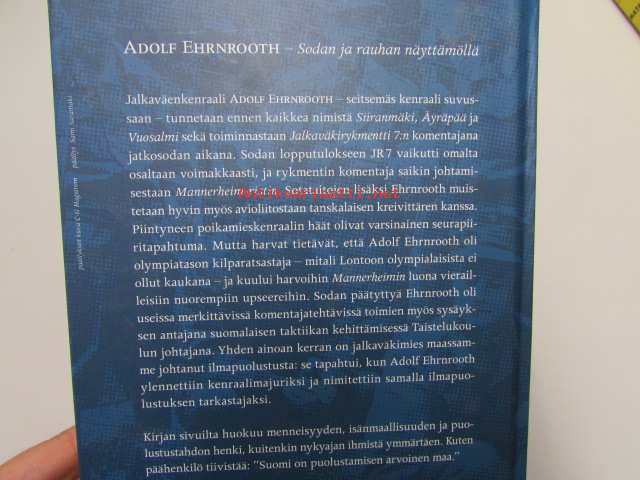 ADOLF EHRNROOTH – Sodan ja rauhan näyttämöllä
Jalkaväenkenraali ADOLF EHRNROOTH – seitsemäs kenraali suvus-
saan – tunnetaan ennen kaikkea nimistä Siiranmäki, Äyräpää ja
Vuosalmi sekä toiminnastaan Jalkaväkirykmentti 7:n komentajana
jatkosodan aikana. Sodan lopputulokseen JR7 vaikutti omalta
osaltaan voimakkaasti, ja rykmentin komentaja saikin johtami-
sestaan Mannerheim-ristin. Sotataitojen lisäksi Ehrnrooth muis-
tetaan hyvin myös avioliitostaan tanskalaisen kreivittären kanssa.
Piintyneen poikamieskenraalin häät olivat varsinainen seurapii-
ritapahtuma. Mutta harvat tietävät, että Adolf Ehrnrooth oli
olympiatason kilparatsastaja – mitali Lontoon olympialaisista ei
ollut kaukana – ja kuului harvoihin Mannerheimin luona vierail-
leisiin nuorempiin upseereihin. Sodan päätyttyä Ehrnrooth oli
useissa merkittävissä komentajatehtävissä toimien myös sysäyk-
sen antajana suomalaisen taktiikan kehittämisessä Taistelukou-
lun johtajana. Yhden ainoan kerran on jalkaväkimies maassam-
me johtanut ilmapuolustusta: se tapahtui, kun Adolf Ehrnrooth
ylennettiin kenraalimajuriksi ja nimitettiin samalla ilmapuo-
lustuksen tarkastajaksi.
Kirjan sivuilta huokuu menneisyyden, isänmaallisuuden ja puo-
lustustahdon henki, kuitenkin nykyajan ihmistä ymmärtäen. Kuten
päähenkilö tiivistää: "Suomi on puolustamisen arvoinen maa."